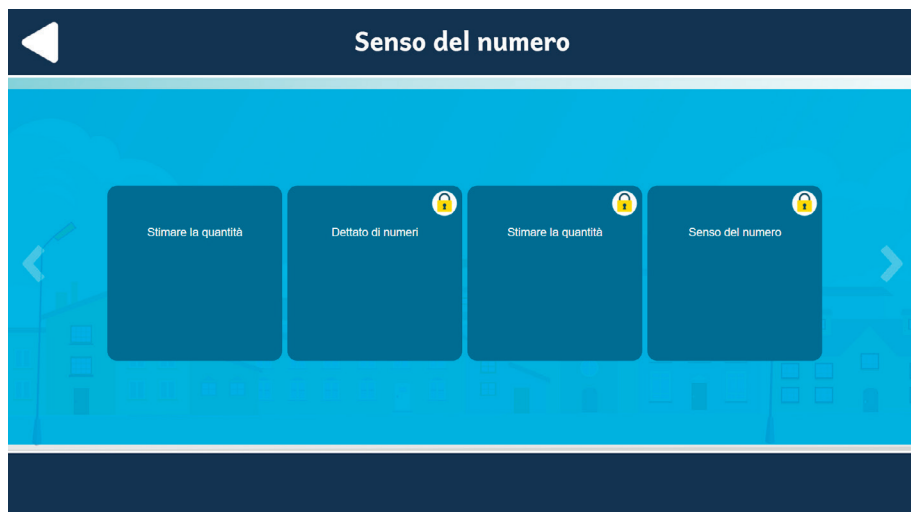 Senso del numero
Stimare la quantità
Dettato di numeri
Stimare la quantità
Senso del numero